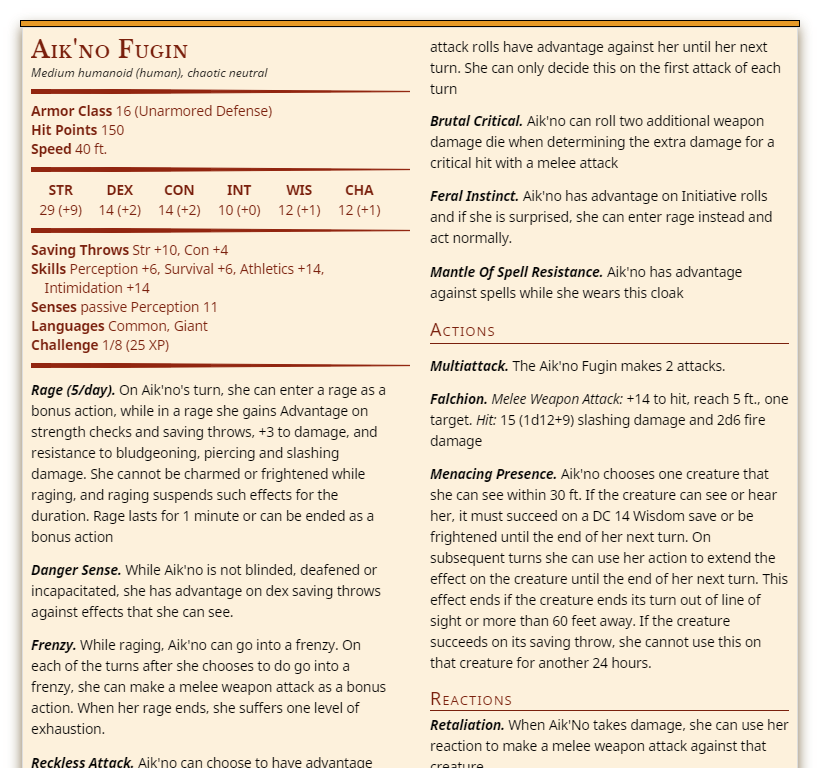 Aik'no Fugin
Medium humanoid (human), chaotic neutral
Armor Class 16 (Unarmored Defense)
Hit Points 150
Speed 40 ft.
STR DEX CON INT WIS CHA
29 (+9) 14 (+2) 14 (+2) 10 (+0) 12 (+1) 12 (+1)
Saving Throws Str +10, Con +4
Skills Perception +6, Survival +6, Athletics +14,
Intimidation +14
Senses passive Perception 11
Languages Common, Giant
Challenge 1/8 (25 XP)
Rage (5/day). On Aik'no's turn, she can enter a rage as a
bonus action, while in a rage she gains Advantage on
strength checks and saving throws, +3 to damage, and
resistance to bludgeoning, piercing and slashing
damage. She cannot be charmed or frightened while
raging, and raging suspends such effects for the
duration. Rage lasts for 1 minute or can be ended as a
bonus action
Danger Sense. While Aik'no is not blinded, deafened or
incapacitated, she has advantage on dex saving throws
against effects that she can see.
Frenzy. While raging, Aik'no can go into a frenzy. On
each of the turns after she chooses to do go into a
frenzy, she can make a melee weapon attack as a bonus
action. When her rage ends, she suffers one level of
exhaustion.
Reckless Attack. Aik'no can choose to have advantage
attack rolls have advantage against her until her next
turn. She can only decide this on the first attack of each
turn
Brutal Critical. Aik'no can roll two additional weapon
damage die when determining the extra damage for a
critical hit with a melee attack
Feral Instinct. Aik'no has advantage on Initiative rolls
and if she is surprised, she can enter rage instead and
act normally.
Mantle Of Spell Resistance. Aik'no has advantage
against spells while she wears this cloak
Actions
Multiattack. The Aik'no Fugin makes 2 attacks.
Falchion. Melee Weapon Attack: +14 to hit, reach 5 ft., one
target. Hit: 15 (1d12+9) slashing damage and 2d6 fire
damage
Menacing Presence. Aik'no chooses one creature that
she can see within 30 ft. If the creature can see or hear
her, it must succeed on a DC 14 Wisdom save or be
frightened until the end of her next turn. On
subsequent turns she can use her action to extend the
effect on the creature until the end of her next turn. This
effect ends if the creature ends its turn out of line of
sight or more than 60 feet away. If the creature
succeeds on its saving throw, she cannot use this on
that creature for another 24 hours.
Reactions
Retaliation. When Aik'No takes damage, she can use her
reaction to make a melee weapon attack against that
creature